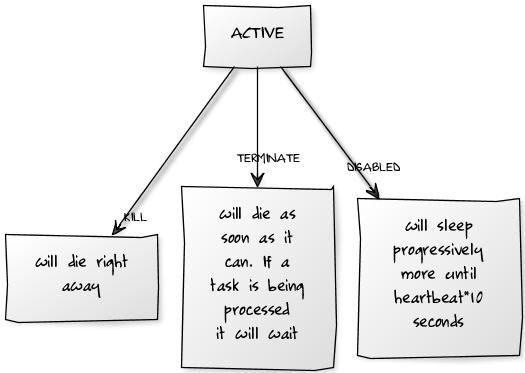 ACTIVE
TERMINATE
DISABLED
KILL
will die right
away
will die as
soon as it
can. If a
task is being
processed
it will wait
will sleep
progressively
more until
heartbeat*10
seconds